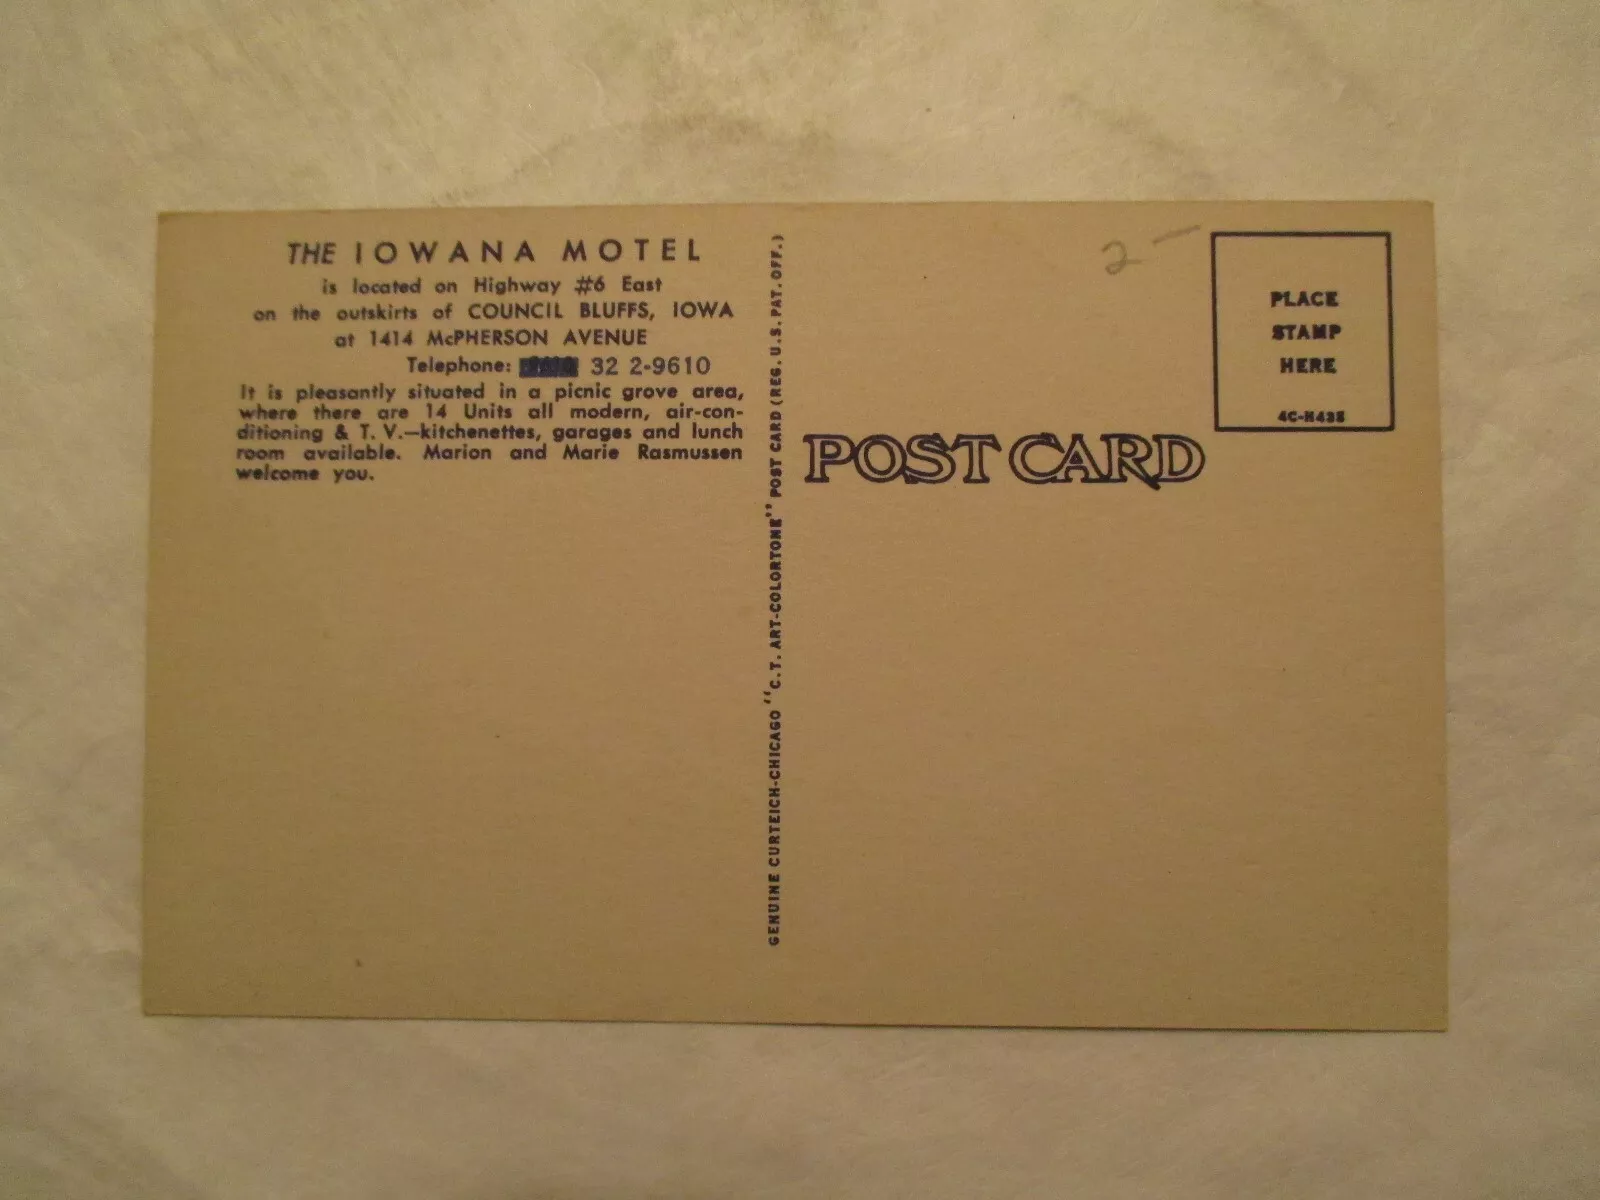 THE IOWANA MOTEL
is located on Highway #6 East
on the outskirts of COUNCIL BLUFFS, IOWA
at 1414 McPHERSON AVENUE
Telephone: 32 2-9610
It is pleasantly situated in a picnic grove area,
where there are 14 Units all modern, air-con-
ditioning & T. V.—kitchenettes, garages and lunch
room available. Marion and Marie Rasmussen
welcome you.
GENUINE CURTEICH-CHICAGO "C.T. ART-COLORTONE" POST CARD (REG. U.S. PAT. OFF.)
2 —
PLACE
STAMP
HERE
4C-H438
POST CARD